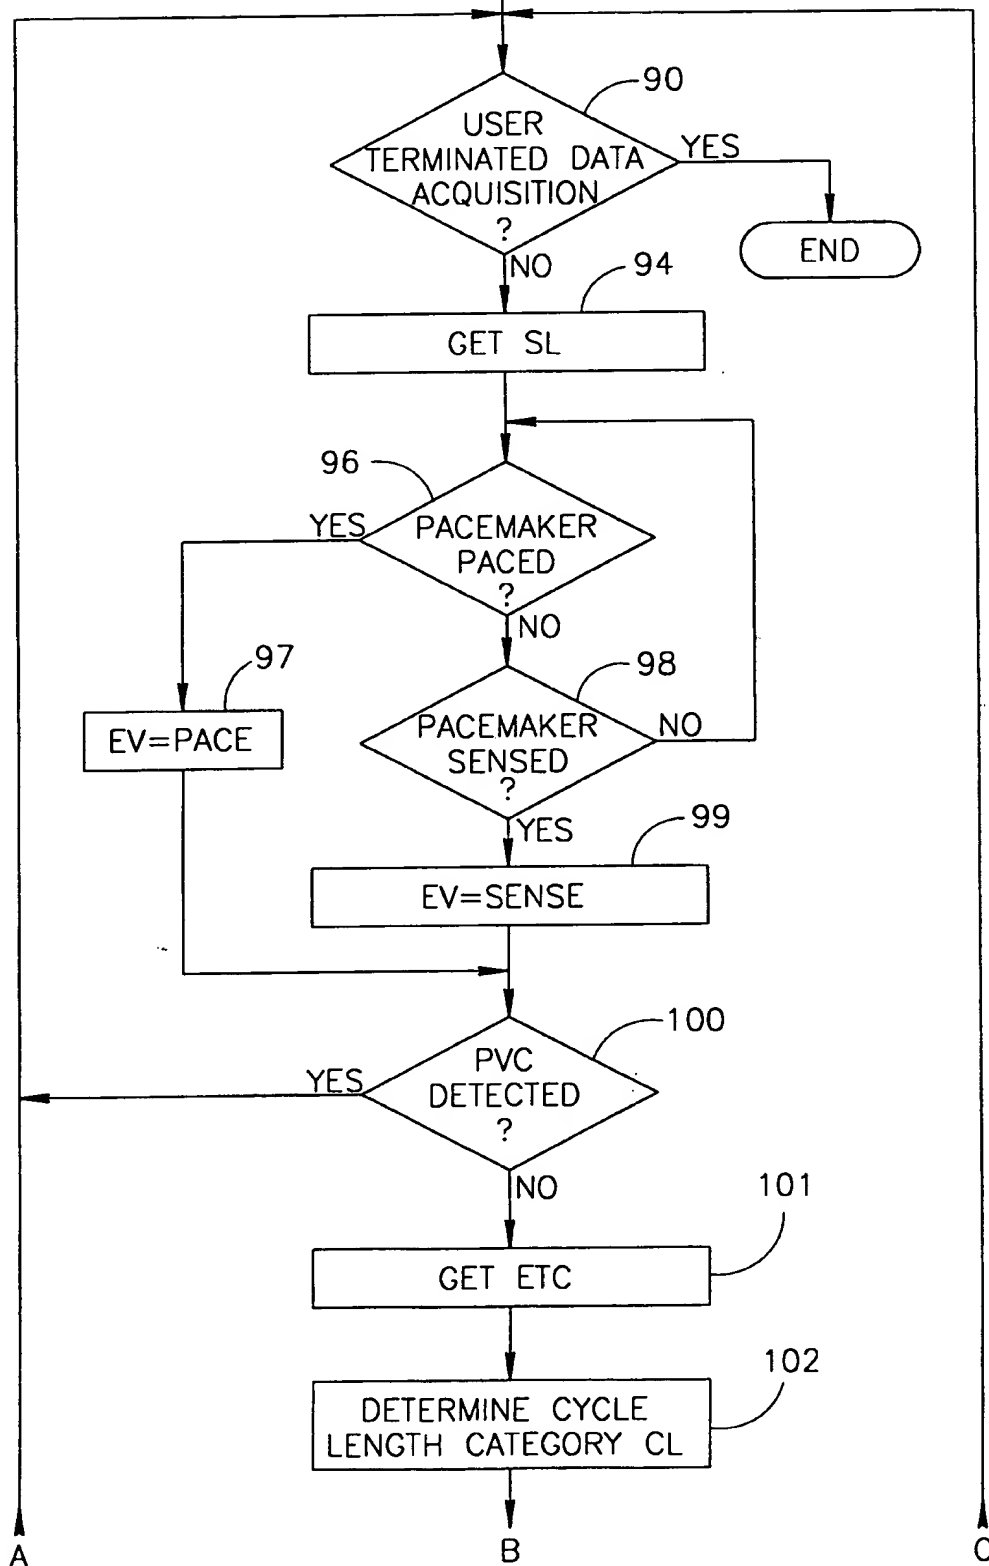 90
USER
TERMINATED DATA
ACQUISITION
?
YES
END
NO
94
GET SL
96
YES
PACEMAKER
PACED
?
NO
97
98
EV=PACE
PACEMAKER
SENSED
?
NO
YES
99
EV=SENSE
100
YES
PVC
DETECTED
?
NO
101
GET ETC
102
DETERMINE CYCLE
LENGTH CATEGORY CL
A
B
C